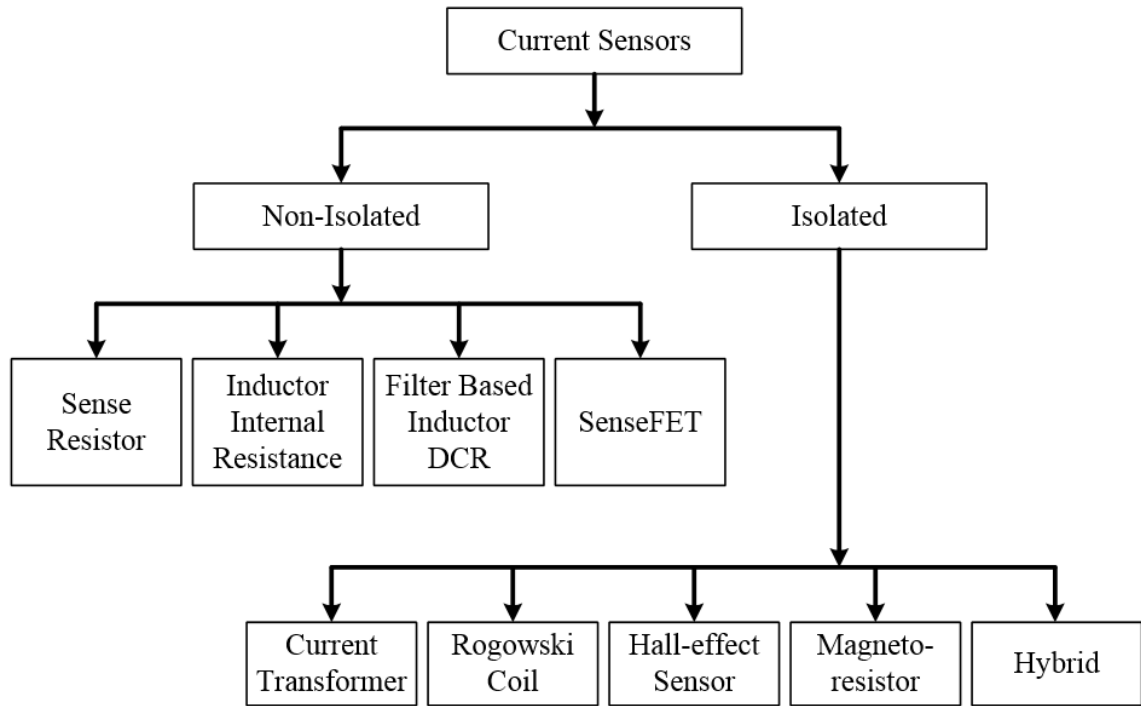 Current Sensors
Non-Isolated
Isolated
Sense
Resistor
Inductor
Internal
Resistance
Filter Based
Inductor
DCR
SenseFET
Current
Transformer
Rogowski
Coil
Hall-effect
Sensor
Magneto-
resistor
Hybrid